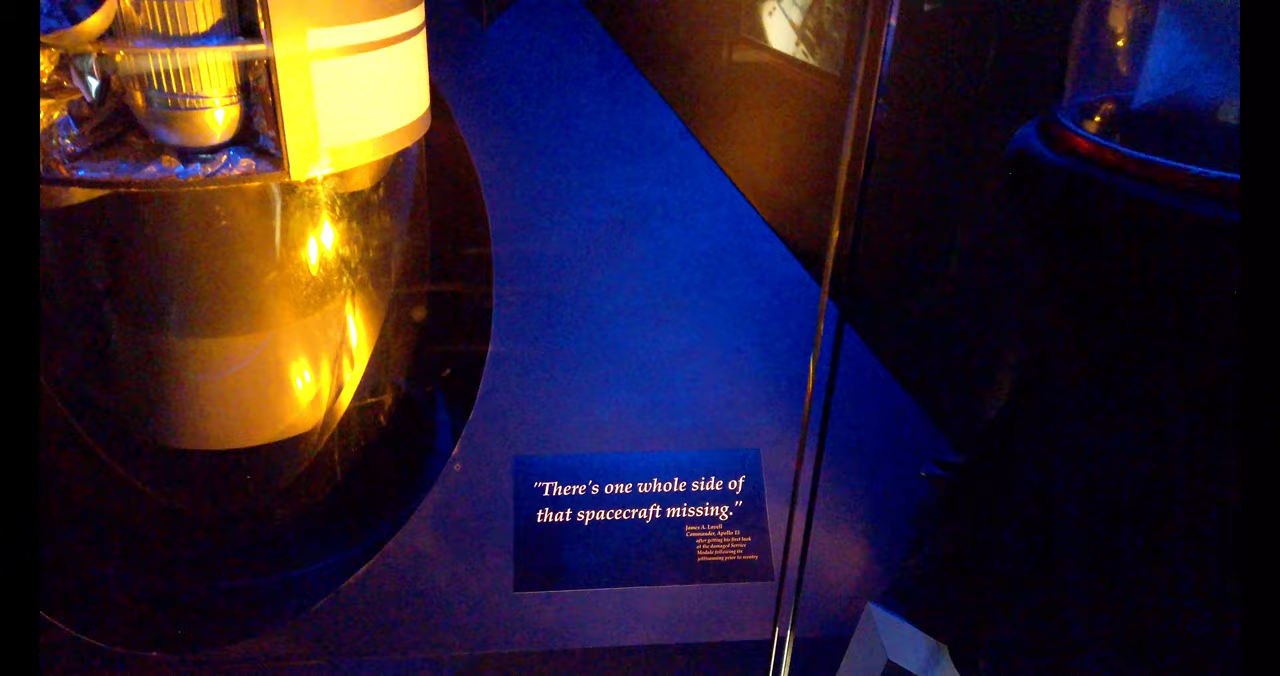 "There's one whole side of
that spacecraft missing."
James A. Lovell
Commander, Apollo 13
after getting his first look
at the damaged Service
Module following its
jettisoning prior to reentry